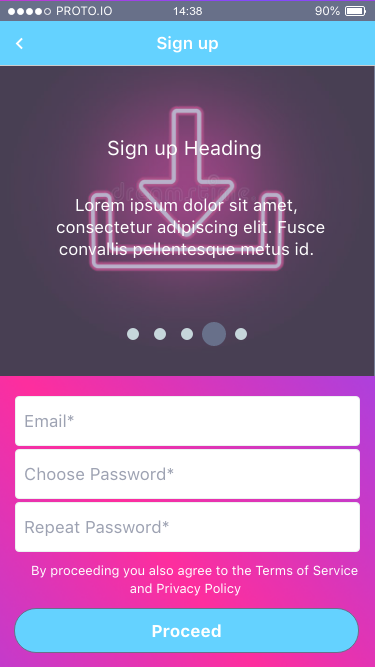 PROTO.IO 14:38 90%
Sign up
Sign up Heading
Lorem ipsum dolor sit amet,
consectetur adipiscing elit. Fusce
convallis pellentesque metus id.
Email*
Choose Password*
Repeat Password*
By proceeding you also agree to the Terms of Service
and Privacy Policy
Proceed